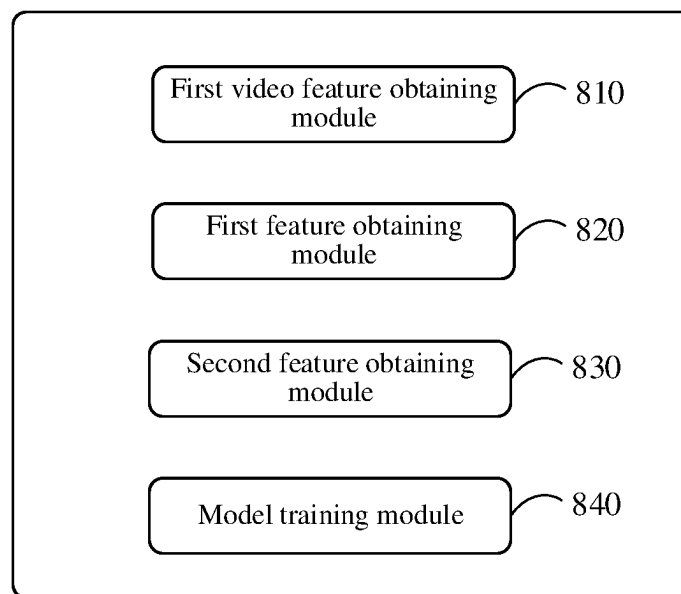 First video feature obtaining
module
810
First feature obtaining
module
820
Second feature obtaining
module
830
Model training module
840